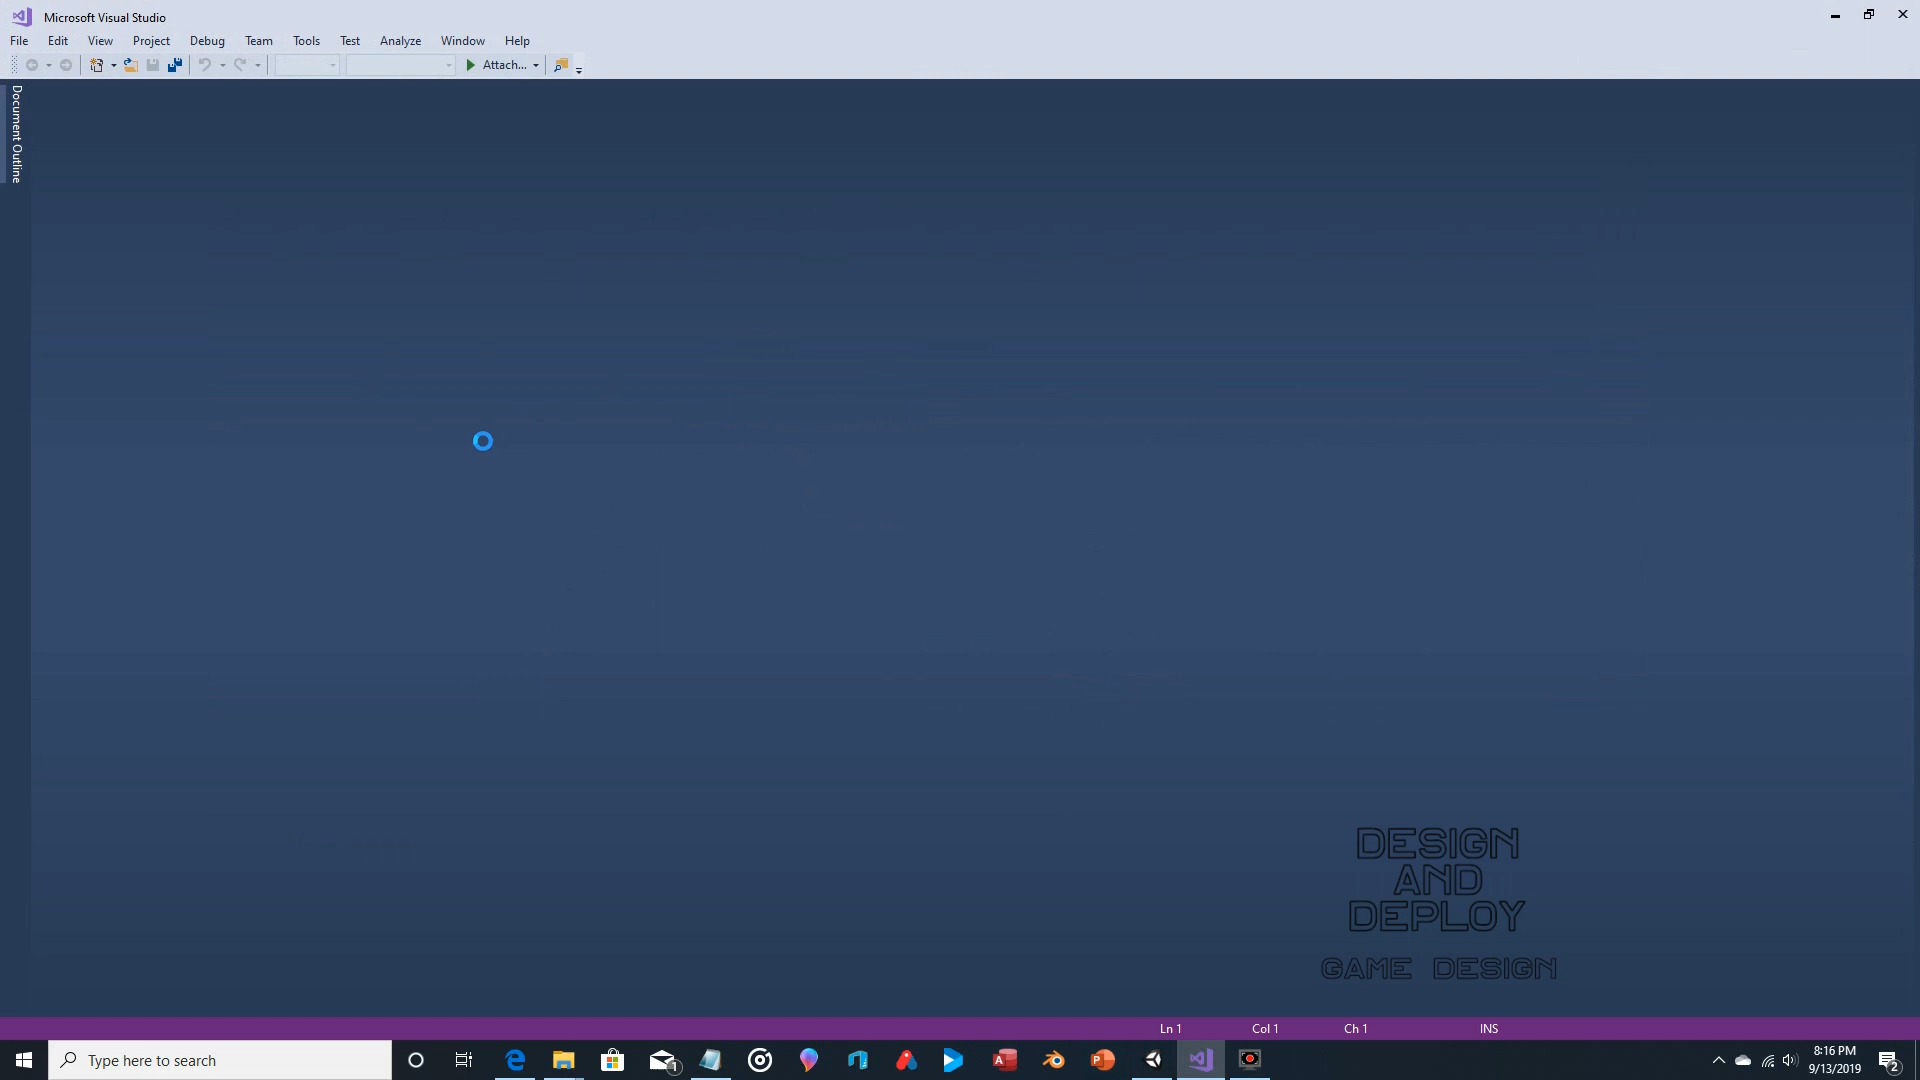 Microsoft Visual Studio
File Edit View Project Debug Team Tools Test Analyze Window Help
Attach...
Document Outline
DESIGN
AND
DEPLOY
GAME DESIGN
Ln 1 Col 1 Ch 1 INS
Type here to search
1
A
P
8:16 PM
9/13/2019
2